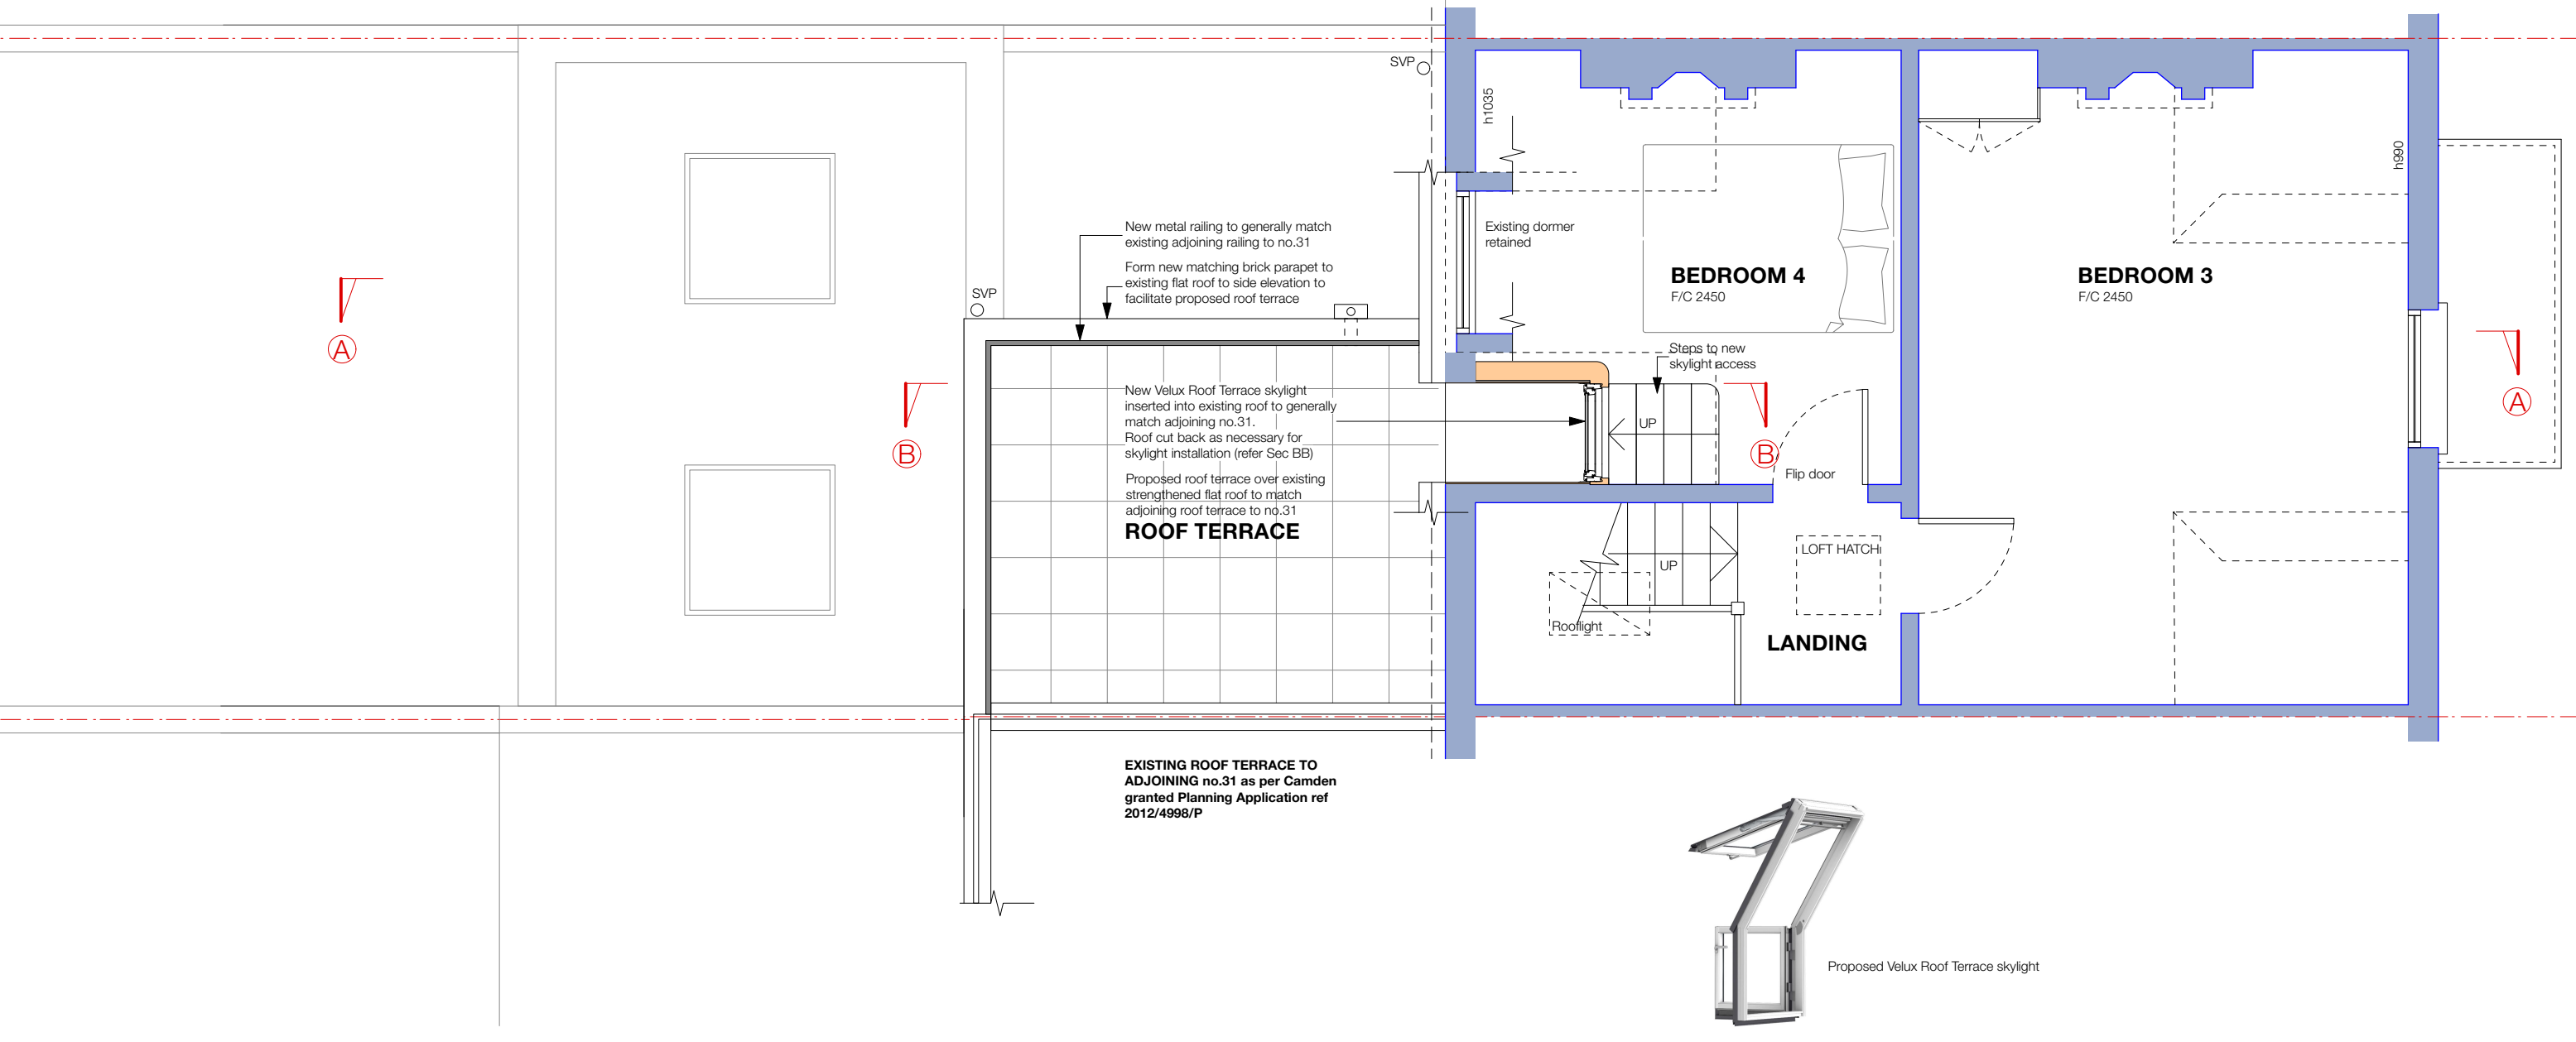 SVP
h1035
h990
New metal railing to generally match
existing adjoining railing to no.31
Form new matching brick parapet to
existing flat roof to side elevation to
facilitate proposed roof terrace
SVP
Existing dormer
retained
BEDROOM 4
F/C 2450
BEDROOM 3
F/C 2450
A
A
B
B
Steps to new
skylight access
UP
New Velux Roof Terrace skylight
inserted into existing roof to generally
match adjoining no.31.
Roof cut back as necessary for
skylight installation (refer Sec BB)
Proposed roof terrace over existing
strengthened flat roof to match
adjoining roof terrace to no.31
ROOF TERRACE
Flip door
LOFT HATCH
UP
Rooflight
LANDING
EXISTING ROOF TERRACE TO
ADJOINING no.31 as per Camden
granted Planning Application ref
2012/4998/P
Proposed Velux Roof Terrace skylight